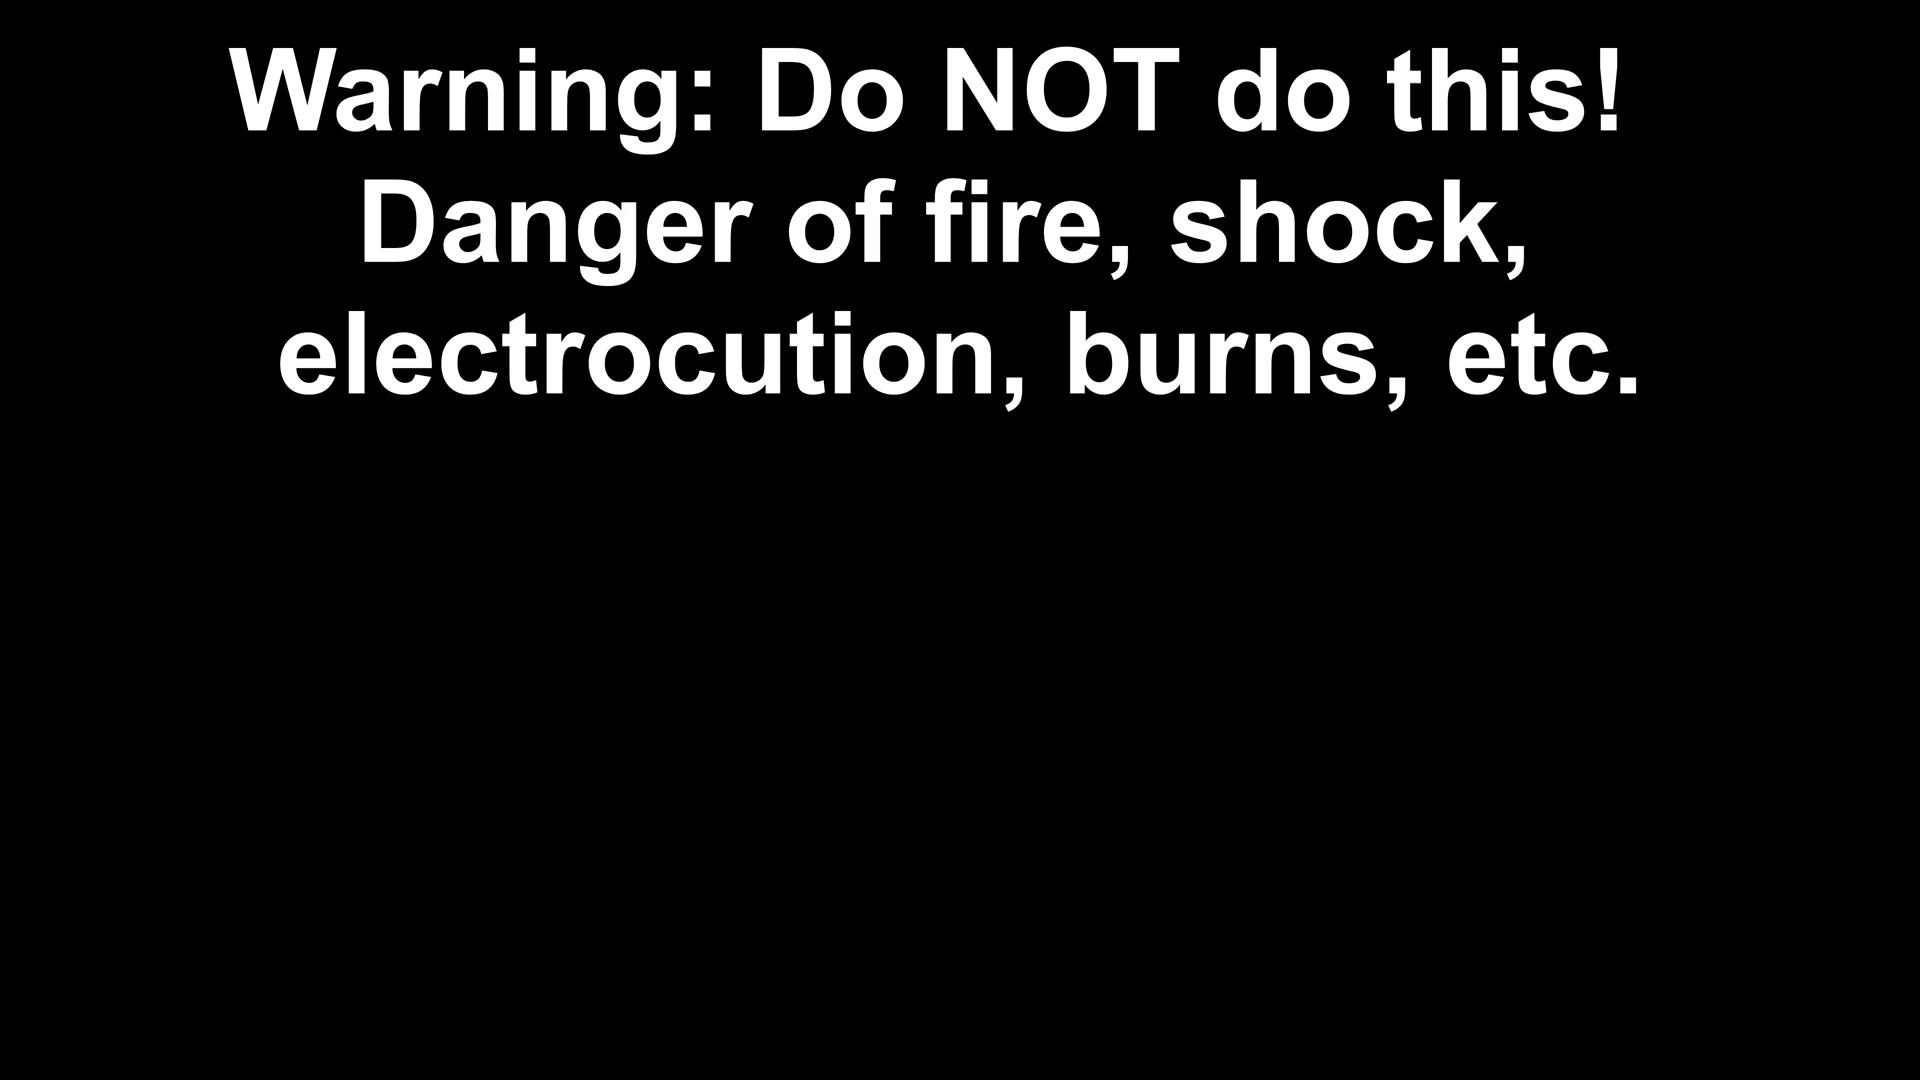 Warning: Do NOT do this!
Danger of fire, shock,
electrocution, burns, etc.